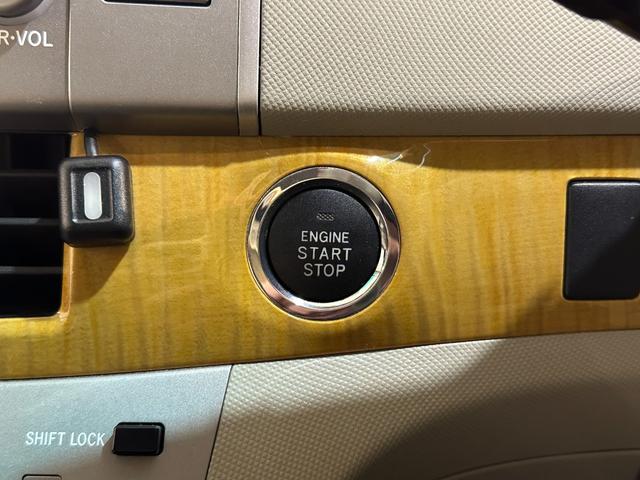 R·VOL
ENGINE
START
STOP
SHIFT LOCK